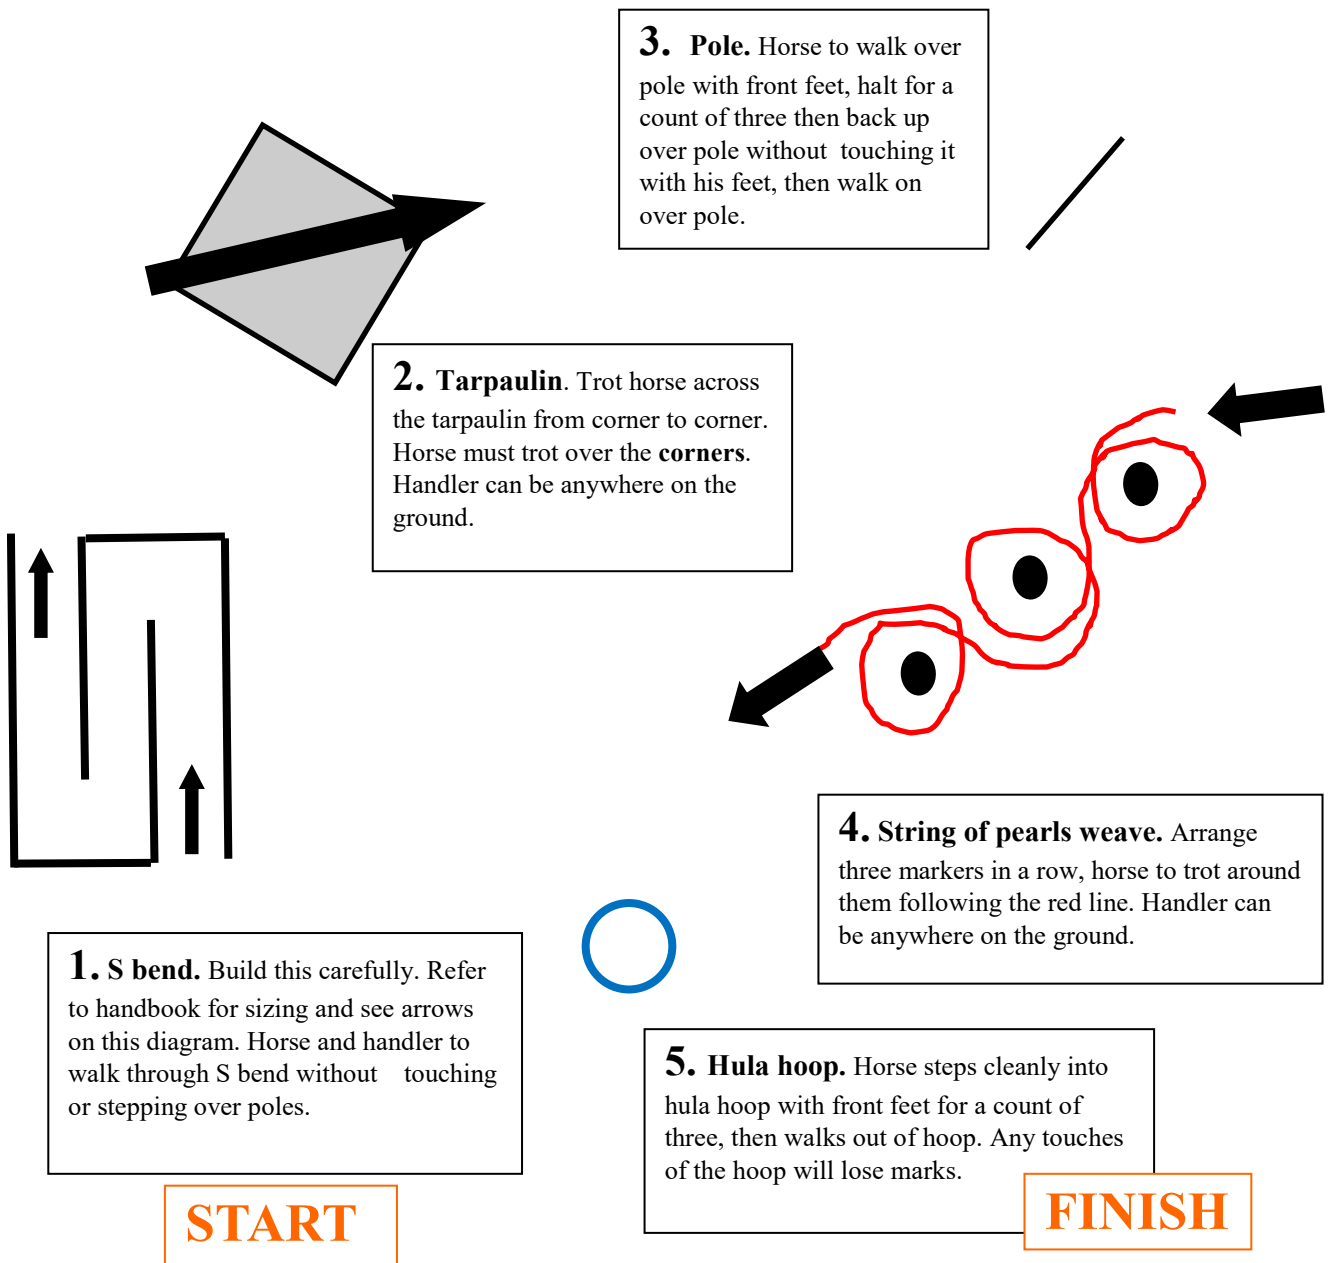 3. Pole. Horse to walk over
pole with front feet, halt for a
count of three then back up
over pole without touching it
with his feet, then walk on
over pole.
2. Tarpaulin. Trot horse across
the tarpaulin from corner to corner.
Horse must trot over the corners.
Handler can be anywhere on the
ground.
4. String of pearls weave. Arrange
three markers in a row, horse to trot around
them following the red line. Handler can
be anywhere on the ground.
1. S bend. Build this carefully. Refer
to handbook for sizing and see arrows
on this diagram. Horse and handler to
walk through S bend without touching
or stepping over poles.
5. Hula hoop. Horse steps cleanly into
hula hoop with front feet for a count of
three, then walks out of hoop. Any touches
of the hoop will lose marks.
START
FINISH